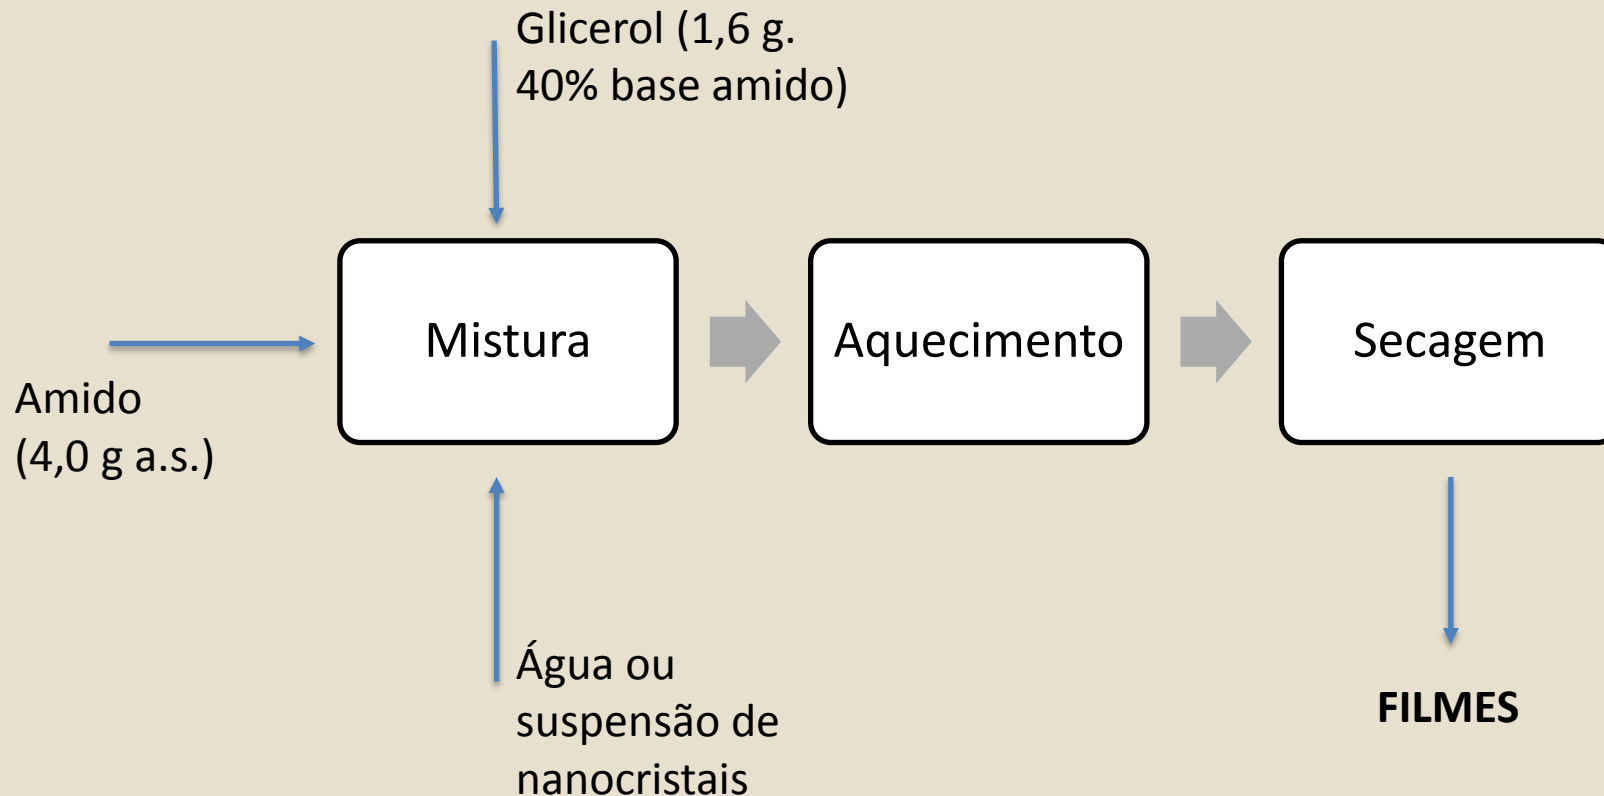 Glicerol (1,6 g.
40% base amido)
Mistura
Aquecimento
Secagem
Amido
(4,0 g a.s.)
Água ou
suspensão de
nanocristais
FILMES